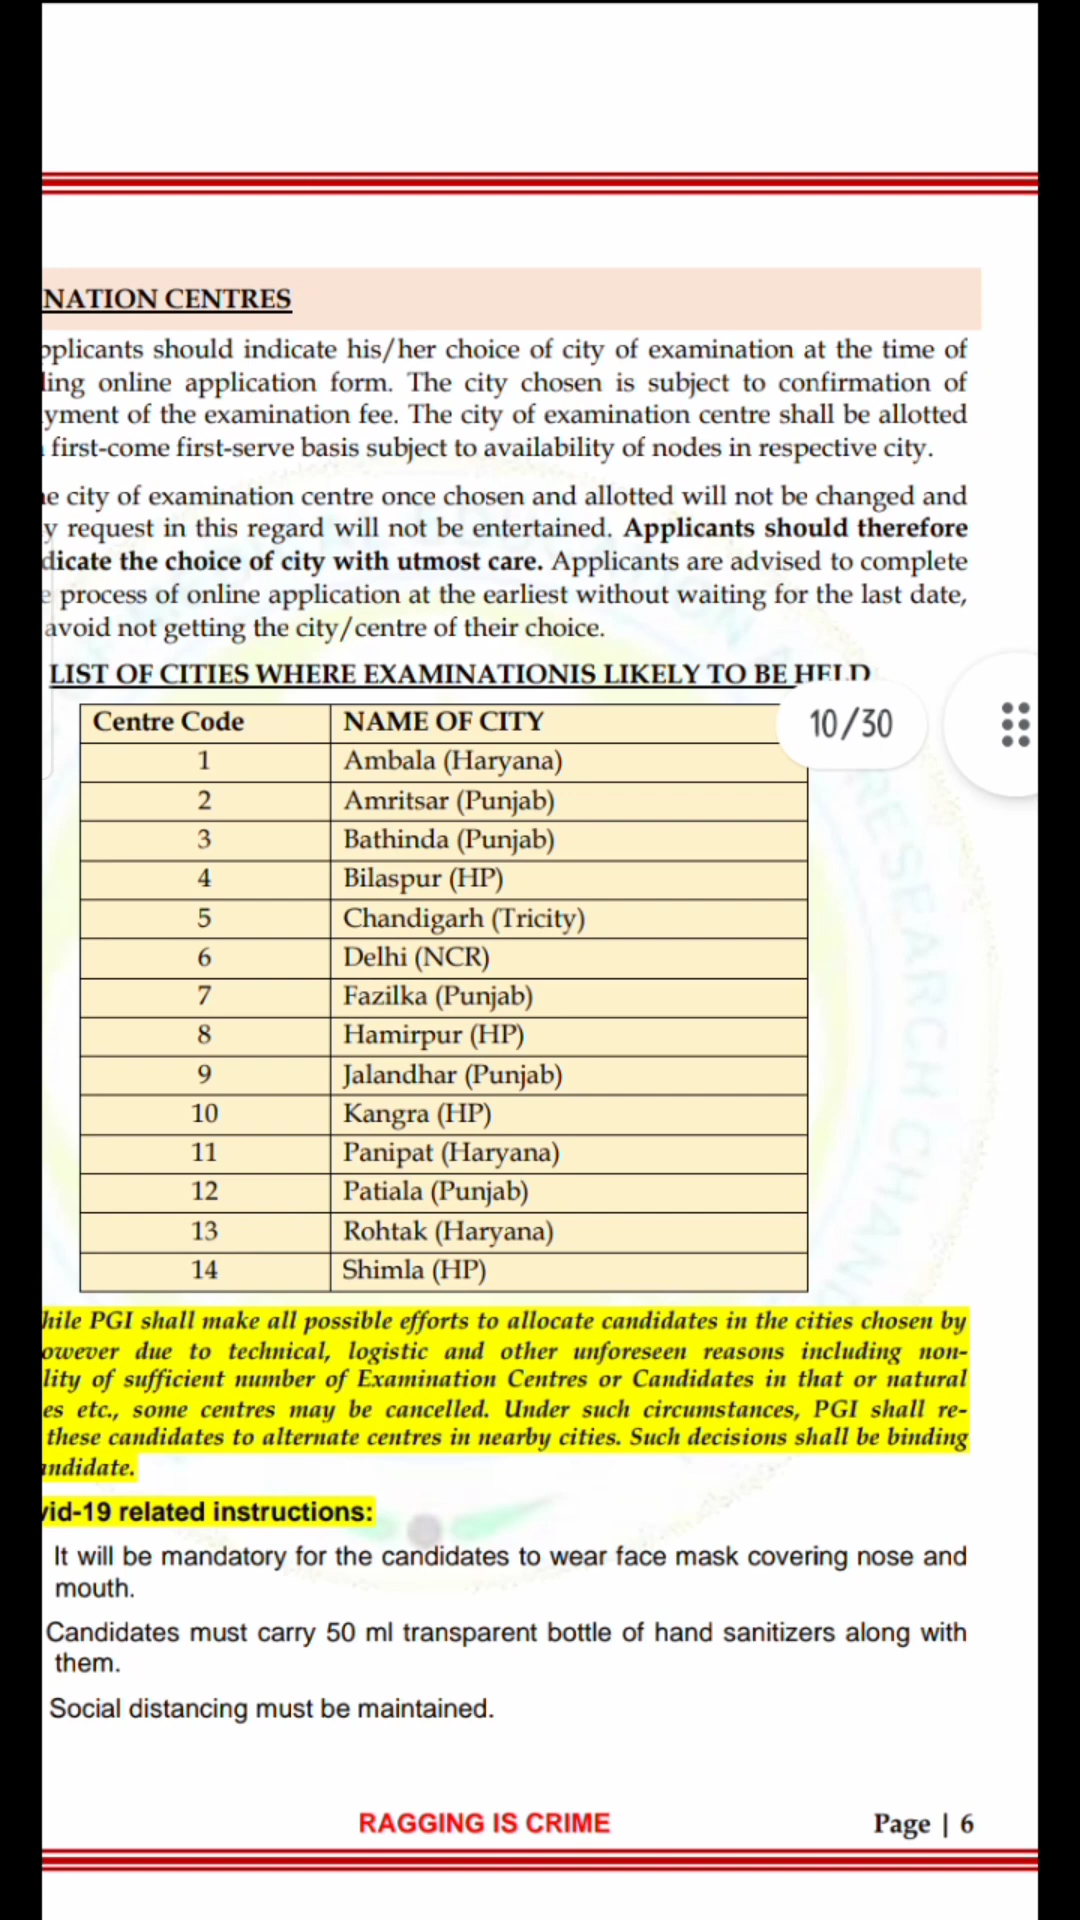 NATION CENTRES
pplicants should indicate his/her choice of city of examination at the time of
ling online application form. The city chosen is subject to confirmation of
yment of the examination fee. The city of examination centre shall be allotted
first-come first-serve basis subject to availability of nodes in respective city.
e city of examination centre once chosen and allotted will not be changed and
y request in this regard will not be entertained. Applicants should therefore
dicate the choice of city with utmost care. Applicants are advised to complete
e process of online application at the earliest without waiting for the last date,
avoid not getting the city/centre of their choice.
LIST OF CITIES WHERE EXAMINATIONIS LIKELY TO BE HELD
Centre Code NAME OF CITY
10/30
1 Ambala (Haryana)
2 Amritsar (Punjab)
3 Bathinda (Punjab)
4 Bilaspur (HP)
5 Chandigarh (Tricity)
6 Delhi (NCR)
7 Fazilka (Punjab)
8 Hamirpur (HP)
9 Jalandhar (Punjab)
10 Kangra (HP)
11 Panipat (Haryana)
12 Patiala (Punjab)
13 Rohtak (Haryana)
14 Shimla (HP)
hile PGI shall make all possible efforts to allocate candidates in the cities chosen by
owever due to technical, logistic and other unforeseen reasons including non-
lity of sufficient number of Examination Centres or Candidates in that or natural
es etc., some centres may be cancelled. Under such circumstances, PGI shall re-
these candidates to alternate centres in nearby cities. Such decisions shall be binding
andidate.
vid-19 related instructions:
It will be mandatory for the candidates to wear face mask covering nose and
mouth.
Candidates must carry 50 ml transparent bottle of hand sanitizers along with
them.
Social distancing must be maintained.
RAGGING IS CRIME
Page | 6